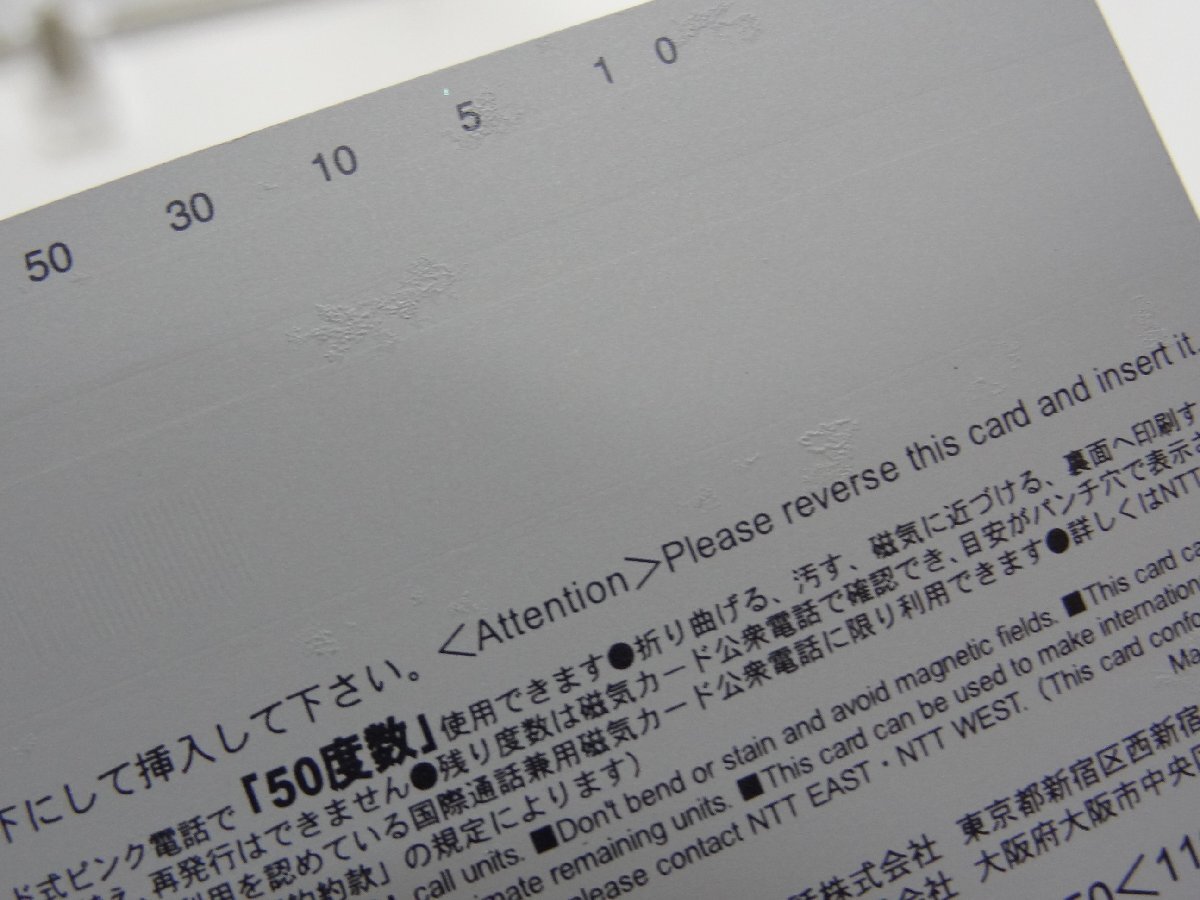 50 30 10 5 1 0
下にして挿入して下さい。<Attention>Please reverse this card and insert it.
ド式ピンク電話で「50度数」使用できます●折り曲げる、汚す、磁気に近づける、裏面へ印刷す
再発行はできません●残り度数は磁気カード公衆電話で確認でき、目安がパンチ穴で表示さ
利用を認めている国際通話兼用磁気カード公衆電話に限り利用できます●詳しくはNTT
約款」の規定によります)
call units. ■Don't bend or stain and avoid magnetic fields. ■This card ca
imate remaining units. ■This card can be used to make internation
lease contact NTT EAST・NTT WEST. (This card confo
Ma
話株式会社 東京都新宿区西新宿
会社 大阪府大阪市中央
50<11